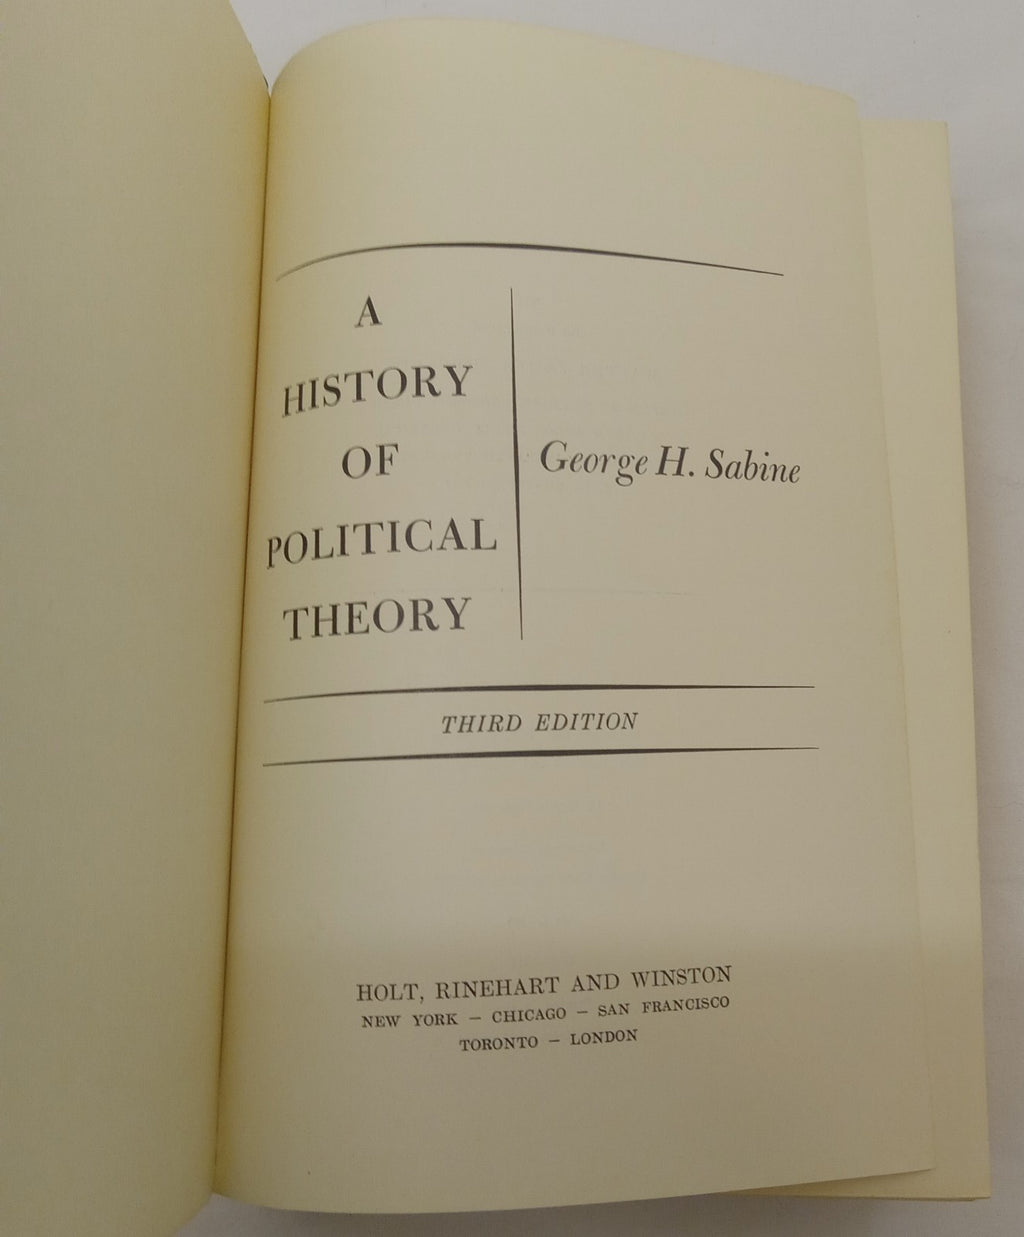 A
HISTORY
OF
POLITICAL
THEORY
George H. Sabine
THIRD EDITION
HOLT, RINEHART AND WINSTON
NEW YORK – CHICAGO – SAN FRANCISCO
TORONTO – LONDON